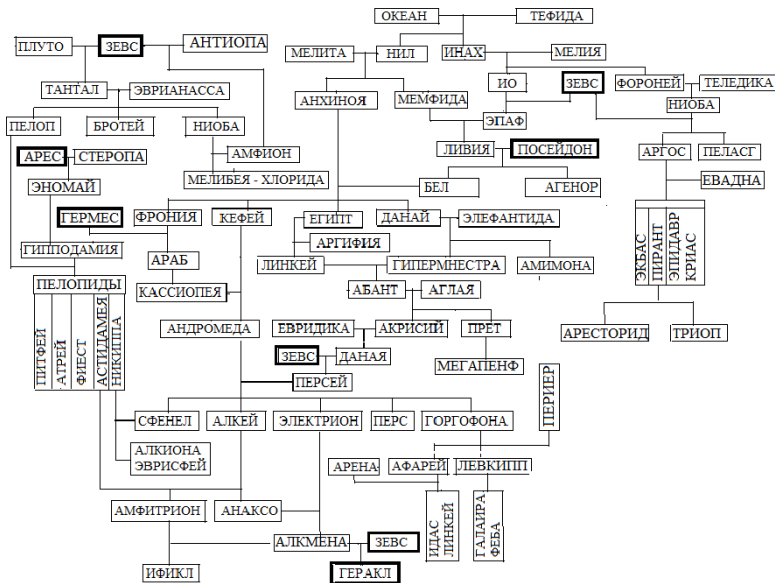 ОКЕАН ТЕФИДА
ПЛУТО ЗЕВС АНТИОПА
МЕЛИТА НИЛ ИНАХ МЕЛИЯ
ИО ЗЕВС ФОРОНЕЙ ТЕЛЕДИКА
ТАНТАЛ ЭВРИАНАССА
АНХИНОЯ МЕМФИДА НИОБА
ПЕЛОП БРОТЕЙ НИОБА ЭПАФ
АМФИОН ЛИВИЯ ПОСЕЙДОН АРГОС ПЕЛАСГ
АРЕС СТЕРОПА
МЕЛИБЕЯ - ХЛОРИДА ЕВАДНА
ЭНОМАЙ БЕЛ АГЕНОР
ГЕРМЕС ФРОНИЯ КЕФЕЙ ЕГИПТ ДАНАЙ ЭЛЕФАНТИДА
ГИППОДАМИЯ АРГИФИЯ
АРАБ ЛИНКЕЙ ГИПЕРМНЕСТРА АМИМОНА
ЭКБАС
ПИРАНТ
ЭПИДАВР
КРИАС
ПЕЛОПИДЫ КАССИОПЕЯ АБАНТ АГЛАЯ
ПИТФЕЙ
АТРЕЙ
ФИЕСТ
АСТИДАМЕЯ
НИКИППА
АНДРОМЕДА ЕВРИДИКА АКРИСИЙ ПРЕТ АРЕСТОРИД ТРИОП
ЗЕВС ДАНАЯ
МЕГАПЕНФ
ПЕРСЕЙ
ПЕРИЕР
СФЕНЕЛ АЛКЕЙ ЭЛЕКТРИОН ПЕРС ГОРГОФОНА
АЛКИОНА
ЭВРИСФЕЙ
АРЕНА АФАРЕЙ ЛЕВКИПП
АМФИТРИОН АНАКСО
ИДАС
ЛИНКЕЙ
ГАЛАИРА
ФЕБА
АЛКМЕНА ЗЕВС
ИФИКЛ ГЕРАКЛ